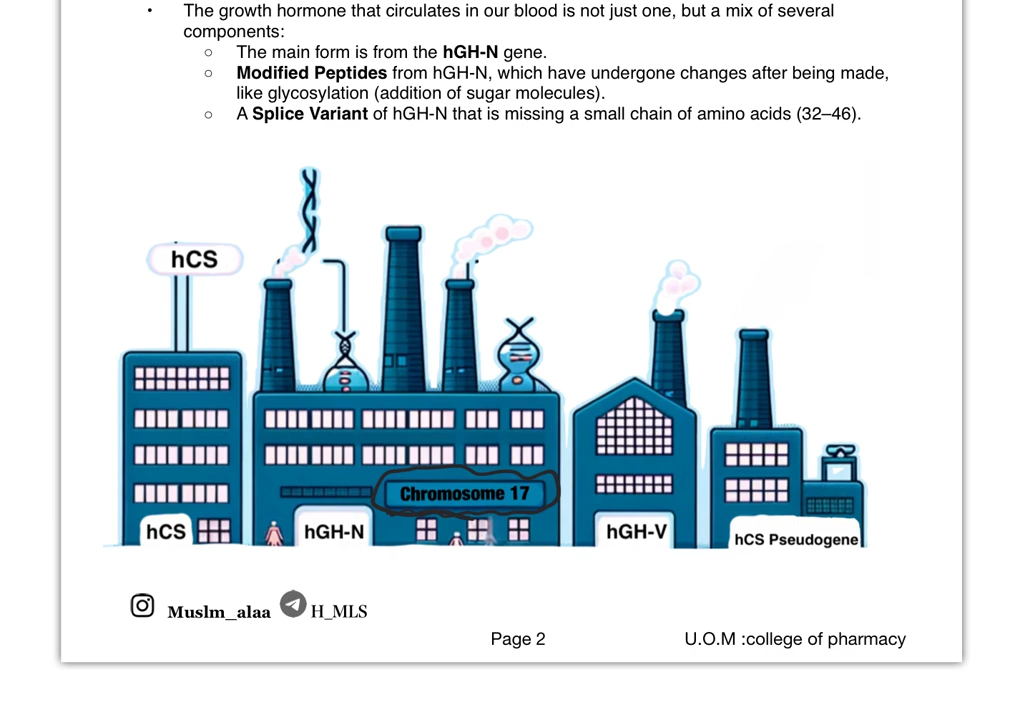 • The growth hormone that circulates in our blood is not just one, but a mix of several
components:
○ The main form is from the hGH-N gene.
○ Modified Peptides from hGH-N, which have undergone changes after being made,
like glycosylation (addition of sugar molecules).
○ A Splice Variant of hGH-N that is missing a small chain of amino acids (32–46).
hCS
Chromosome 17
hCS
hGH-N
hGH-V
hCS Pseudogene
Muslm_alaa H_MLS
Page 2 U.O.M :college of pharmacy